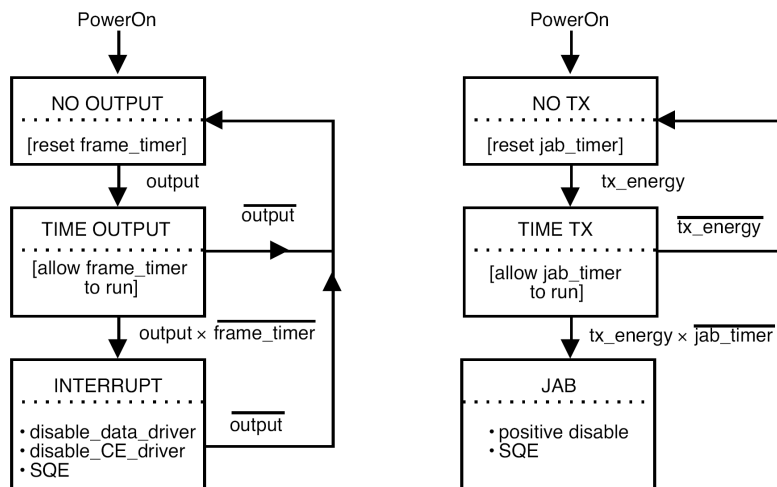 PowerOn
NO OUTPUT
[reset frame_timer]
output
TIME OUTPUT
output
[allow frame_timer
to run]
output × frame_timer
INTERRUPT
• disable_data_driver
• disable_CE_driver
• SQE
output
PowerOn
NO TX
[reset jab_timer]
tx_energy
TIME TX
tx_energy
[allow jab_timer
to run]
tx_energy × jab_timer
JAB
• positive disable
• SQE